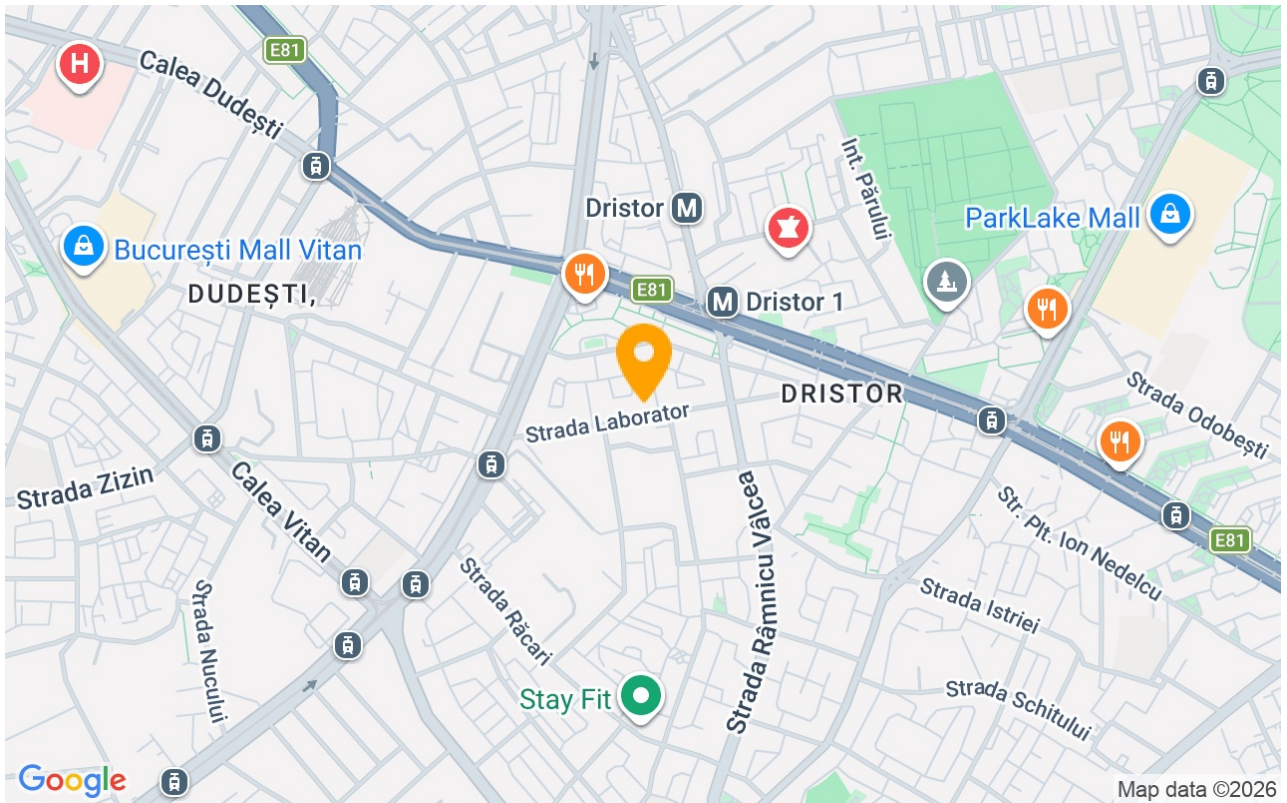 E81
H
Calea Dudești
Int. Părului
Dristor M
ParkLake Mall
București Mall Vitan
DUDEȘTI,
E81
M Dristor 1
DRISTOR
Strada Odobești
Strada Laborator
Strada Zizin
Calea Vitan
Strada Râmnicu Vâlcea
Str. Plt. Ion Nedelcu
E81
Strada Nucului
Strada Răcari
Strada Istriei
Stay Fit
Strada Schitului
Google
Map data ©2026